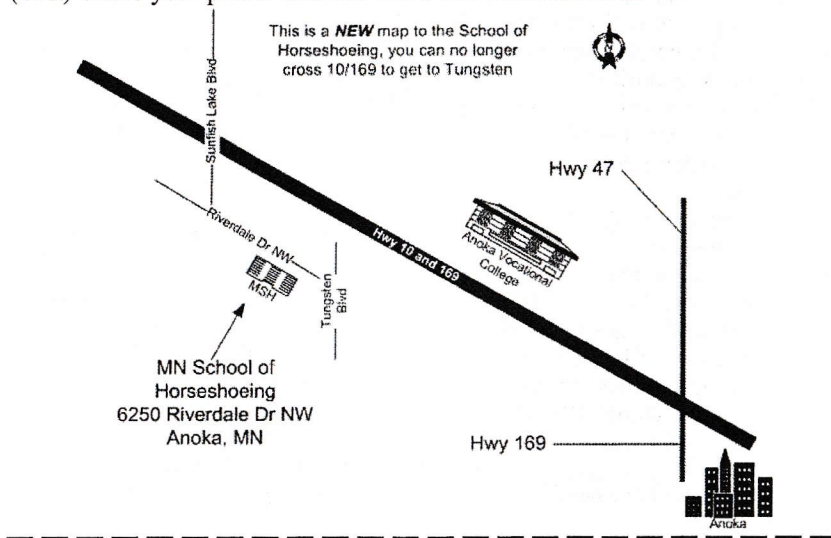 This is a NEW map to the School of
Horseshoeing, you can no longer
cross 10/169 to get to Tungsten
N
Sunfish Lake Blvd
Hwy 47
Riverdale Dr NW
Hwy 10 and 169
Anoka Vocational
College
MSH
Tungsten
Blvd
MN School of
Horseshoeing
6250 Riverdale Dr NW
Anoka, MN
Hwy 169
Anoka